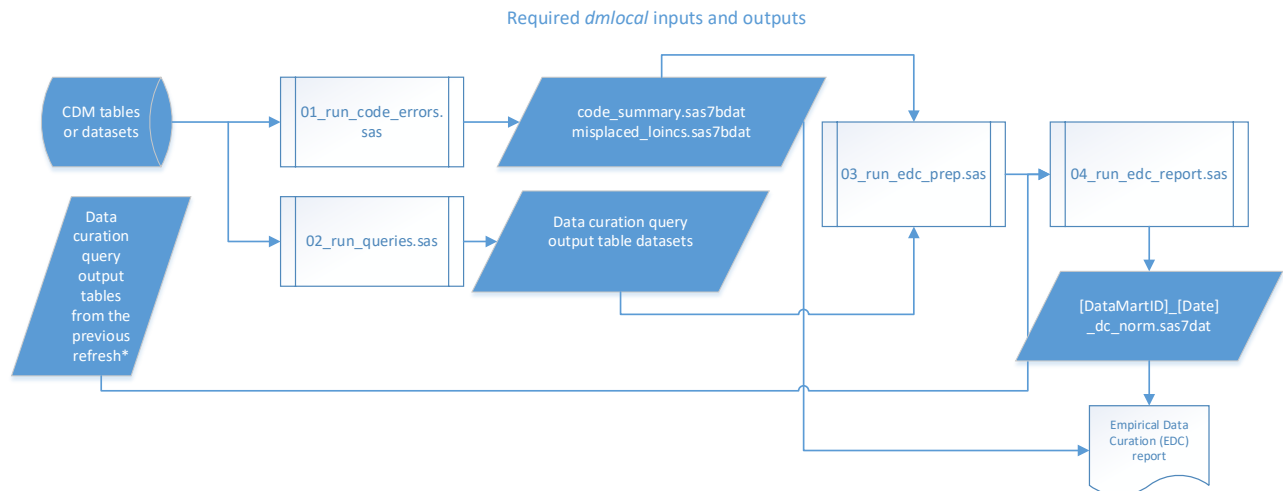 Required dmlocal inputs and outputs
CDM tables
or datasets
01_run_code_errors.
sas
code_summary.sas7bdat
misplaced_loincs.sas7bdat
03_run_edc_prep.sas
04_run_edc_report.sas
Data
curation
query
output
tables
from the
previous
refresh*
02_run_queries.sas
Data curation query
output table datasets
[DataMartID]_[Date]
_dc_norm.sas7dat
Empirical Data
Curation (EDC)
report